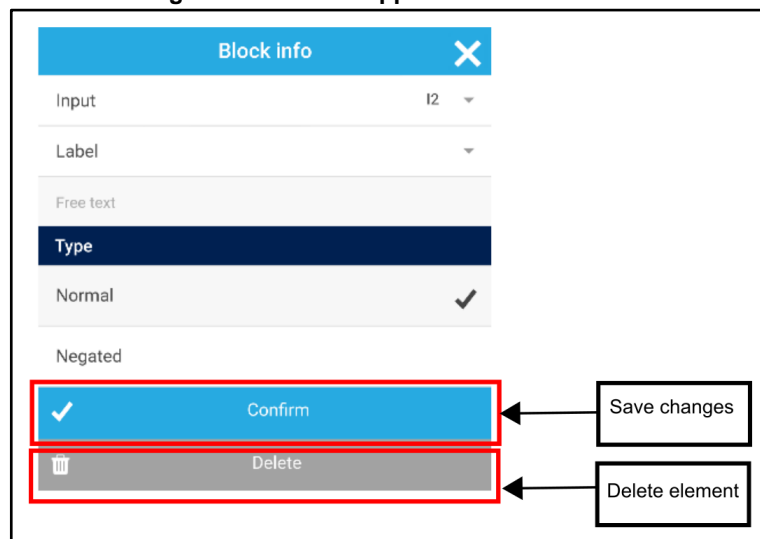 Block info
Input I2
Label
Free text
Type
Normal
Negated
Confirm
Save changes
Delete
Delete element